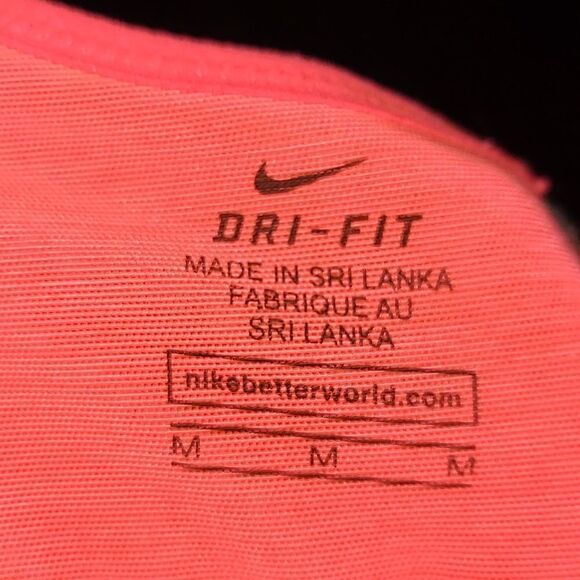 DRI-FIT
MADE IN SRI LANKA
FABRIQUE AU
SRI LANKA
nikebetterworld.com
M M M